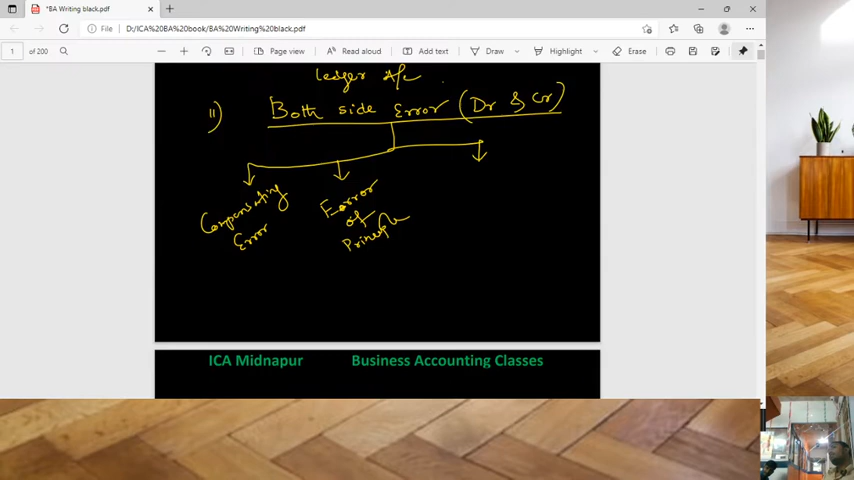 *BA Writing black.pdf
File
D:/ICA%20BA%20book/BA%20Writing%20black.pdf
1
of 200
Page view
Read aloud
Add text
Draw
Highlight
Erase
ledger A/c
II)
Both side Error (Dr & Cr)
Compensating
Error
Error
of
Principle
ICA Midnapur
Business Accounting Classes